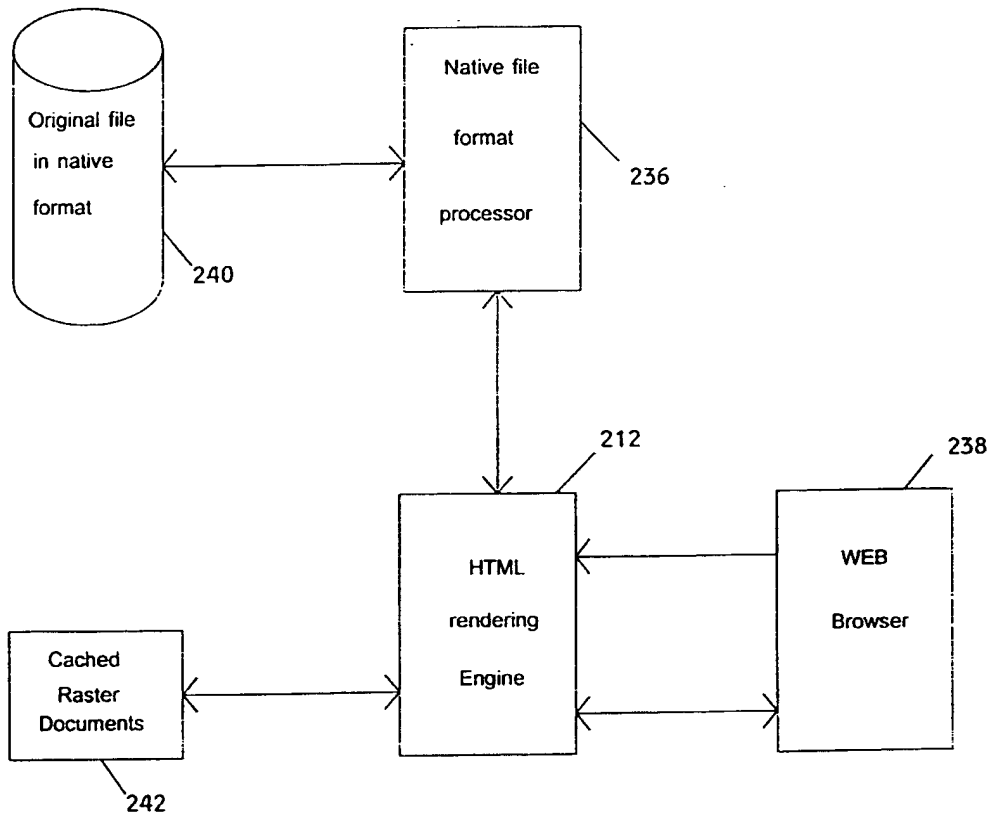 Original file
in native
format
240
Native file
format
processor
236
212
HTML
rendering
Engine
238
WEB
Browser
Cached
Raster
Documents
242